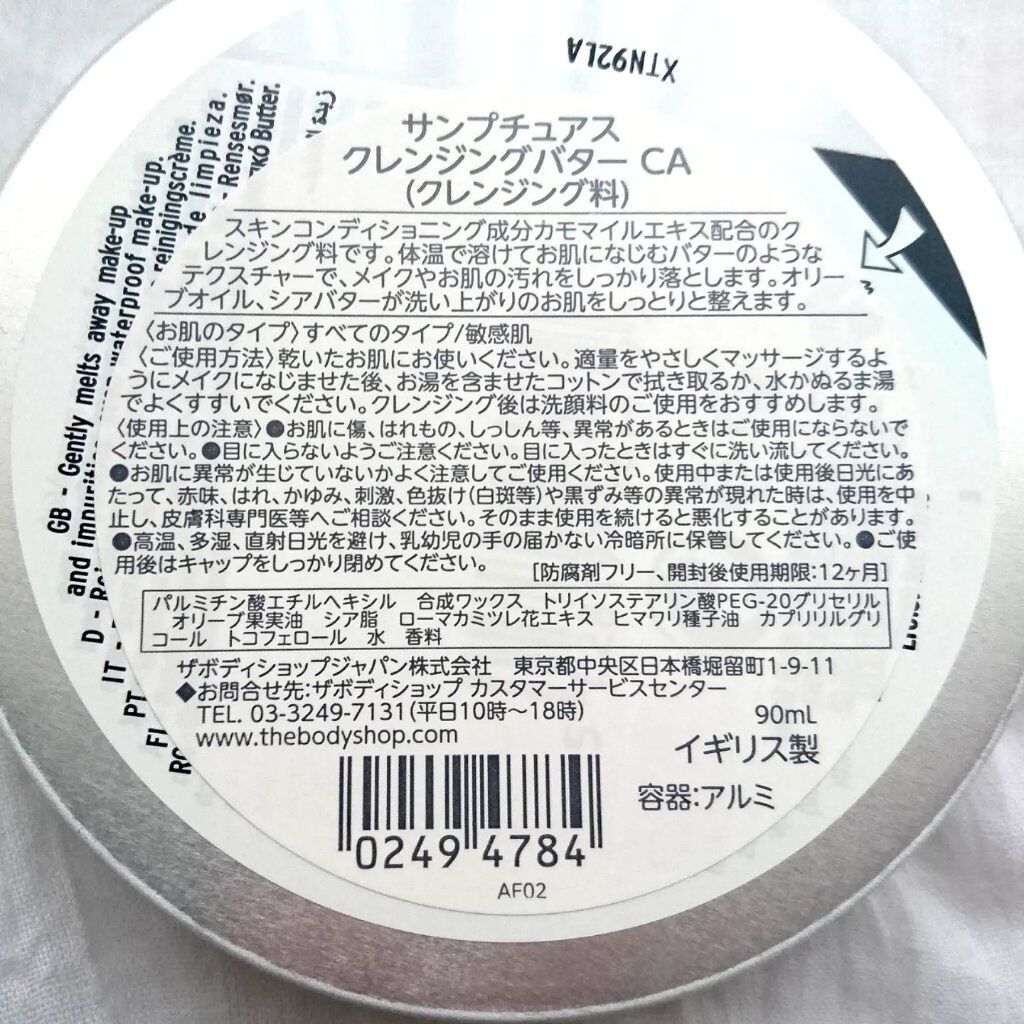 XTN92LA
サンプチュアス
クレンジングバター CA
(クレンジング料)
スキンコンディショニング成分カモマイルエキス配合のク
レンジング料です。体温で溶けてお肌になじむバターのような
テクスチャーで、メイクやお肌の汚れをしっかり落とします。オリー
ブオイル、シアバターが洗い上がりのお肌をしっとりと整えます。
〈お肌のタイプ〉すべてのタイプ/敏感肌
〈ご使用方法〉乾いたお肌にお使いください。適量をやさしくマッサージするよ
うにメイクになじませた後、お湯を含ませたコットンで拭き取るか、水かぬるま湯
でよくすすいでください。クレンジング後は洗顔料のご使用をおすすめします。
〈使用上の注意〉●お肌に傷、はれもの、しっしん等、異常があるときはご使用にならないで
ください。●目に入らないようご注意ください。目に入ったときはすぐに洗い流してください。
●お肌に異常が生じていないかよく注意してご使用ください。使用中または使用後日光にあ
たって、赤味、はれ、かゆみ、刺激、色抜け(白斑等)や黒ずみ等の異常が現れた時は、使用を中
止し、皮膚科専門医等へご相談ください。そのまま使用を続けると悪化することがあります。
●高温、多湿、直射日光を避け、乳幼児の手の届かない冷暗所に保管してください。●ご使
用後はキャップをしっかり閉めてください。 [防腐剤フリー、開封後使用期限:12ヶ月]
パルミチン酸エチルヘキシル 合成ワックス トリイソステアリン酸PEG-20グリセリル
オリーブ果実油 シア脂 ローマカミツレ花エキス ヒマワリ種子油 カプリリルグリ
コール トコフェロール 水 香料
ザボディショップジャパン株式会社 東京都中央区日本橋堀留町1-9-11
◆お問合せ先:ザボディショップ カスタマーサービスセンター
TEL. 03-3249-7131(平日10時〜18時) 90mL
www.thebodyshop.com イギリス製
容器:アルミ
0249 4784
AF02
GB - Gently melts away make-up
and impurities, even waterproof make-up.
D - reinigingscrème.
IT - de limpieza.
PT - Rensesmør.
FI Butter.
RO